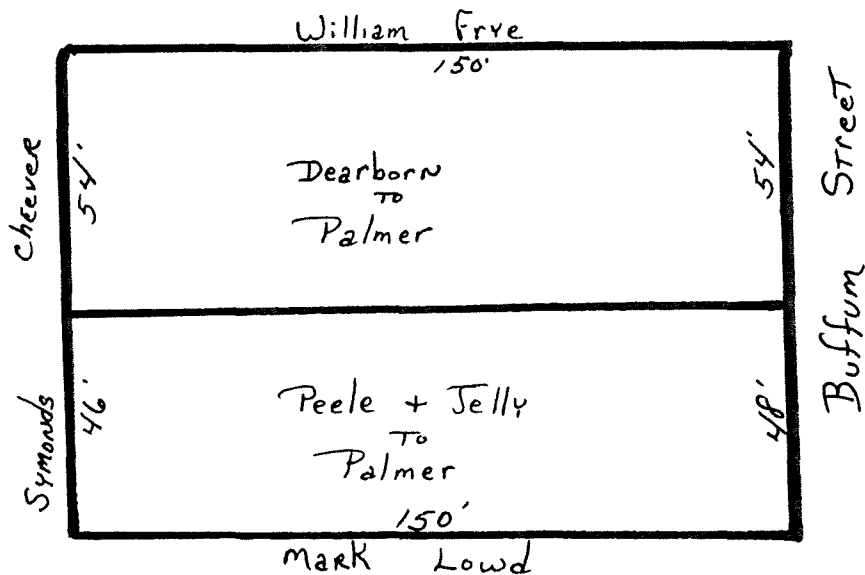 William Frye
150'
Cheever
54'
Dearborn
TO
Palmer
54'
Buffum Street
Symonds
46'
Peele + Jelly
TO
Palmer
48'
150'
Mark Lowd